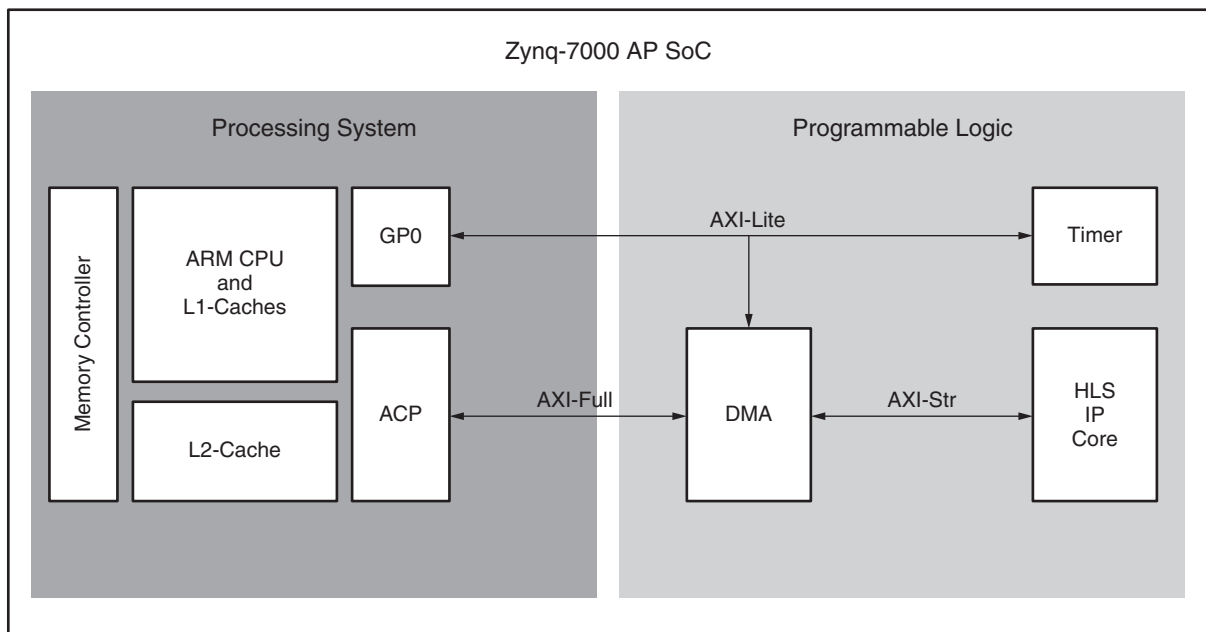 Zynq-7000 AP SoC
Processing System
Programmable Logic
Memory Controller
ARM CPU
and
L1-Caches
GP0
AXI-Lite
Timer
L2-Cache
ACP
AXI-Full
DMA
AXI-Str
HLS
IP
Core